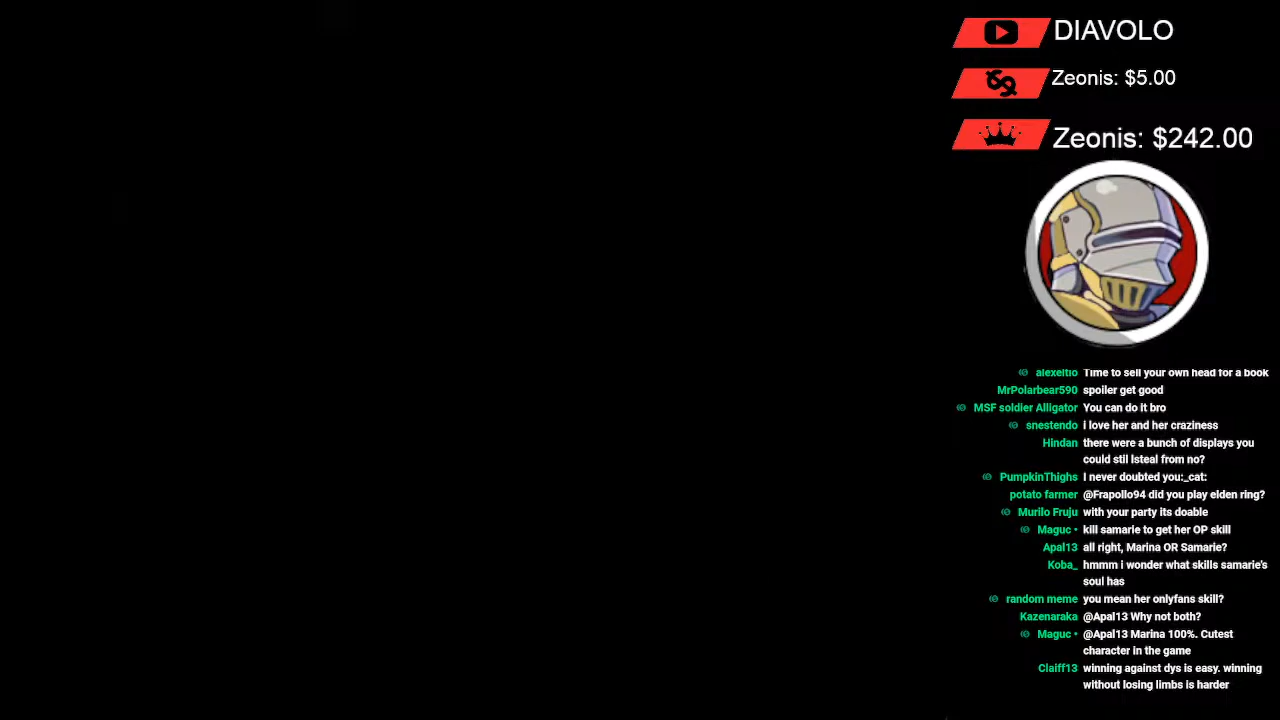 DIAVOLO
Zeonis: $5.00
Zeonis: $242.00
alexeltio Time to sell your own head for a book
MrPolarbear590 spoiler get good
MSF soldier Alligator You can do it bro
snestendo i love her and her craziness
Hindan there were a bunch of displays you
could stil lsteal from no?
PumpkinThighs I never doubted you:_cat:
potato farmer @Frapollo94 did you play elden ring?
Murilo Fruju with your party its doable
Maguc • kill samarie to get her OP skill
Apal13 all right, Marina OR Samarie?
Koba_ hmmm i wonder what skills samarie's
soul has
random meme you mean her onlyfans skill?
Kazenaraka @Apal13 Why not both?
Maguc • @Apal13 Marina 100%. Cutest
character in the game
Claiff13 winning against dys is easy. winning
without losing limbs is harder